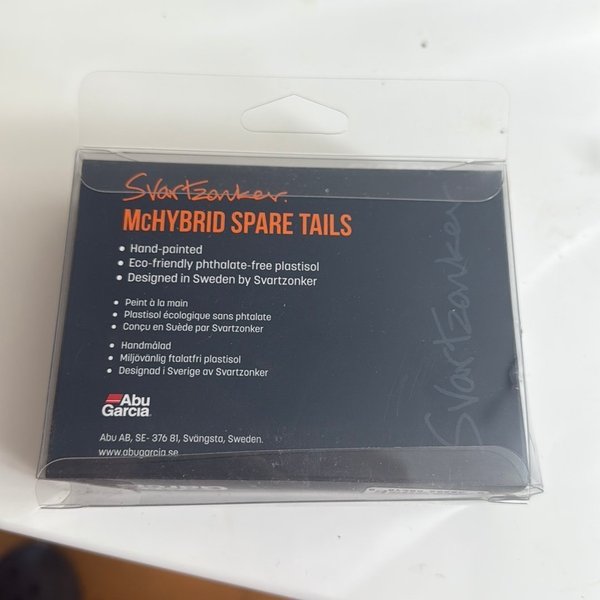 Svartzonker.
McHYBRID SPARE TAILS
• Hand-painted
• Eco-friendly phthalate-free plastisol
• Designed in Sweden by Svartzonker
• Peint à la main
• Plastisol écologique sans phtalate
• Conçu en Suède par Svartzonker
• Handmålad
• Miljövänlig ftalatfri plastisol
• Designad i Sverige av Svartzonker
Abu
Garcia
Abu AB, SE- 376 81, Svängsta, Sweden.
www.abugarcia.se
Svartzonker